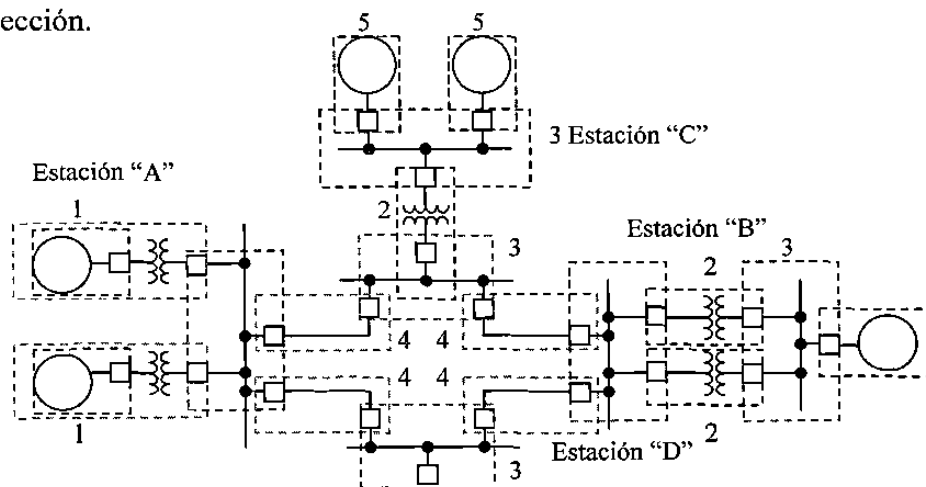 ección.
5 5
3 Estación “C”
Estación “A”
1
2
Estación “B”
3
2 3
4 4
4 4
1
2
Estación “D”
3